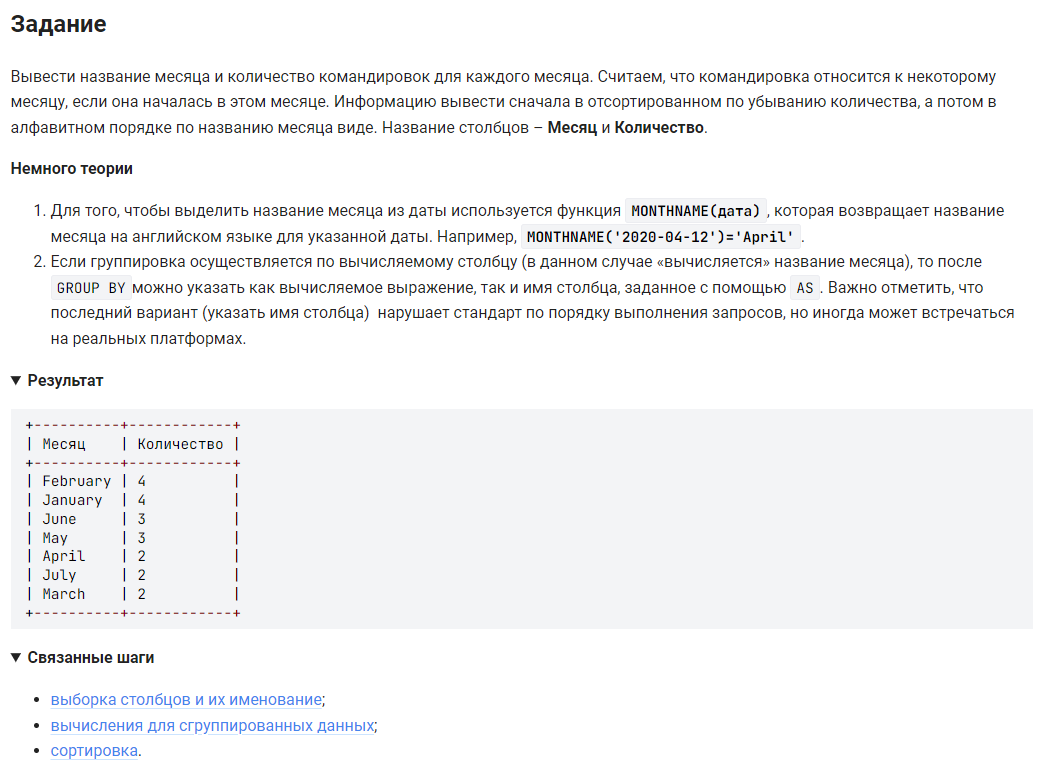 Задание
Вывести название месяца и количество командировок для каждого месяца. Считаем, что командировка относится к некоторому
месяцу, если она началась в этом месяце. Информацию вывести сначала в отсортированном по убыванию количества, а потом в
алфавитном порядке по названию месяца виде. Название столбцов – Месяц и Количество.
Немного теории
1. Для того, чтобы выделить название месяца из даты используется функция MONTHNAME(дата) , которая возвращает название
месяца на английском языке для указанной даты. Например, MONTHNAME('2020-04-12')='April' .
2. Если группировка осуществляется по вычисляемому столбцу (в данном случае «вычисляется» название месяца), то после
GROUP BY можно указать как вычисляемое выражение, так и имя столбца, заданное с помощью AS . Важно отметить, что
последний вариант (указать имя столбца) нарушает стандарт по порядку выполнения запросов, но иногда может встречаться
на реальных платформах.
▼ Результат
+----------+------------+
| Месяц    | Количество |
+----------+------------+
| February | 4          |
| January  | 4          |
| June     | 3          |
| May      | 3          |
| April    | 2          |
| July     | 2          |
| March    | 2          |
+----------+------------+
▼ Связанные шаги
• выборка столбцов и их именование;
• вычисления для сгруппированных данных;
• сортировка.